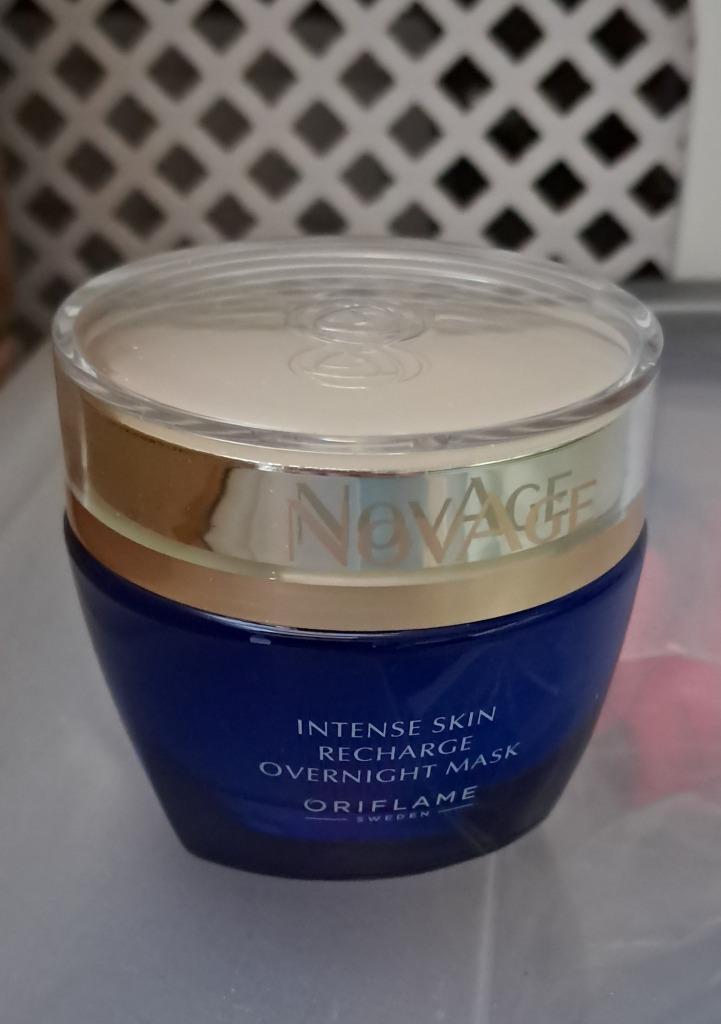 NOVAGE
INTENSE SKIN
RECHARGE
OVERNIGHT MASK
ORIFLAME
SWEDEN